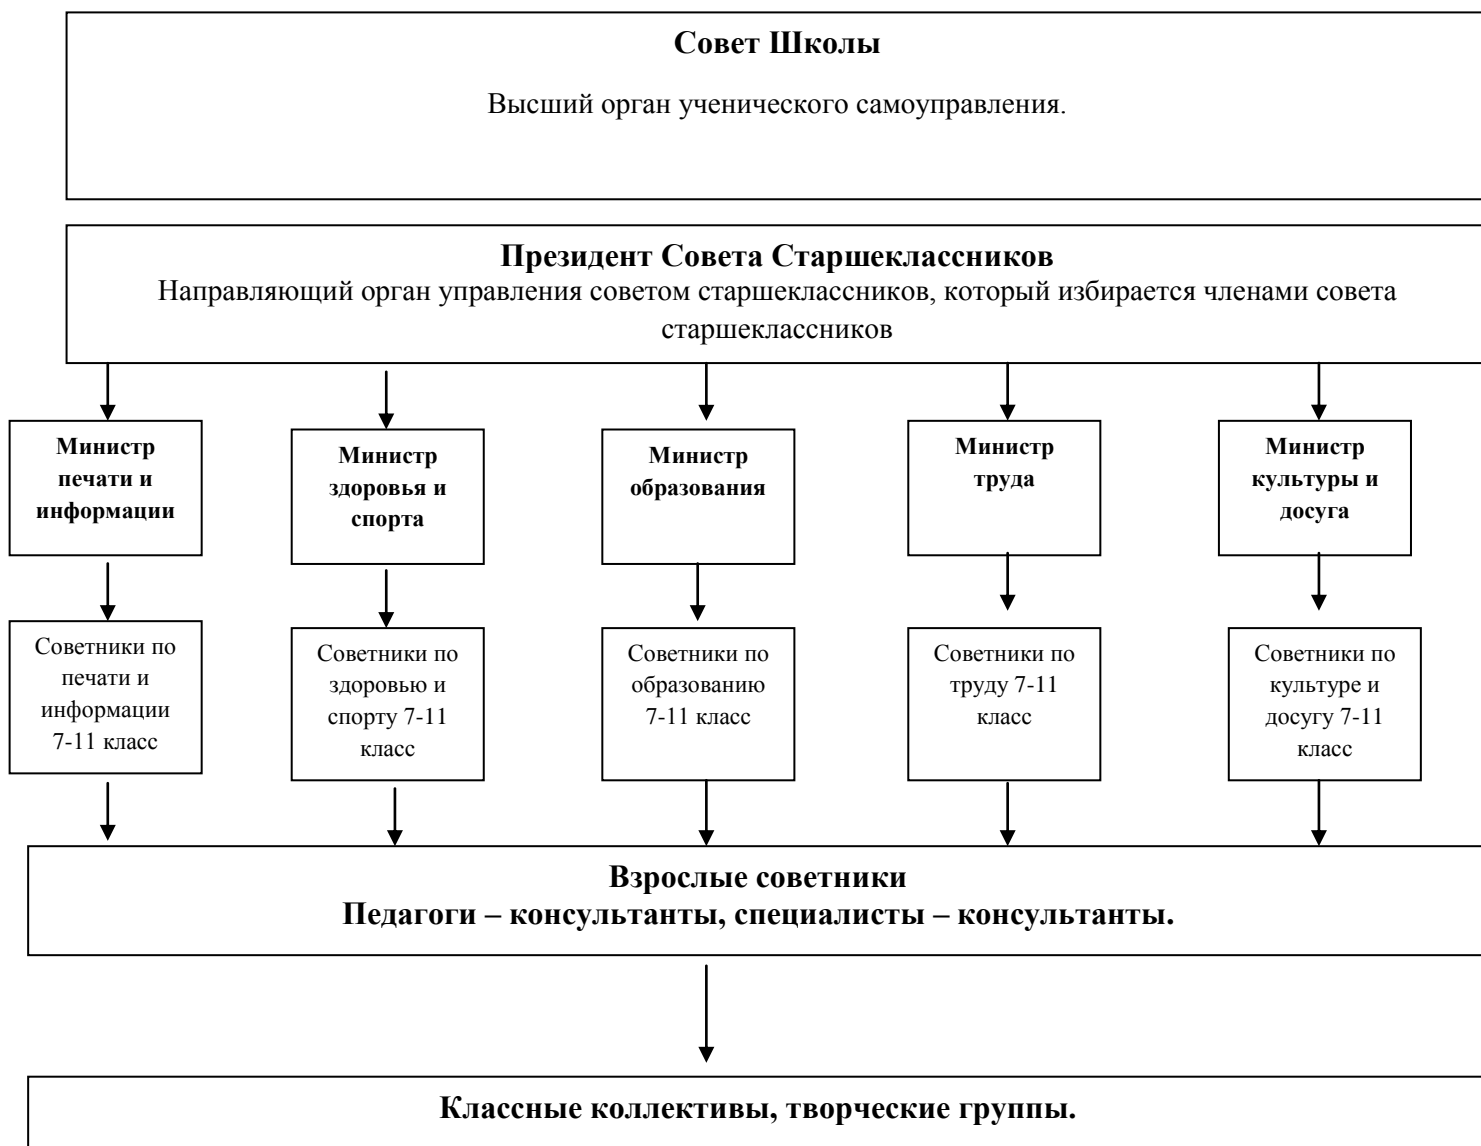 Совет Школы
Высший орган ученического самоуправления.
Президент Совета Старшеклассников
Направляющий орган управления советом старшеклассников, который избирается членами совета
старшеклассников
Министр
печати и
информации
Министр
здоровья и
спорта
Министр
образования
Министр
труда
Министр
культуры и
досуга
Советники по
печати и
информации
7-11 класс
Советники по
здоровью и
спорту 7-11
класс
Советники по
образованию
7-11 класс
Советники по
труду 7-11
класс
Советники по
культуре и
досугу 7-11
класс
Взрослые советники
Педагоги – консультанты, специалисты – консультанты.
Классные коллективы, творческие группы.